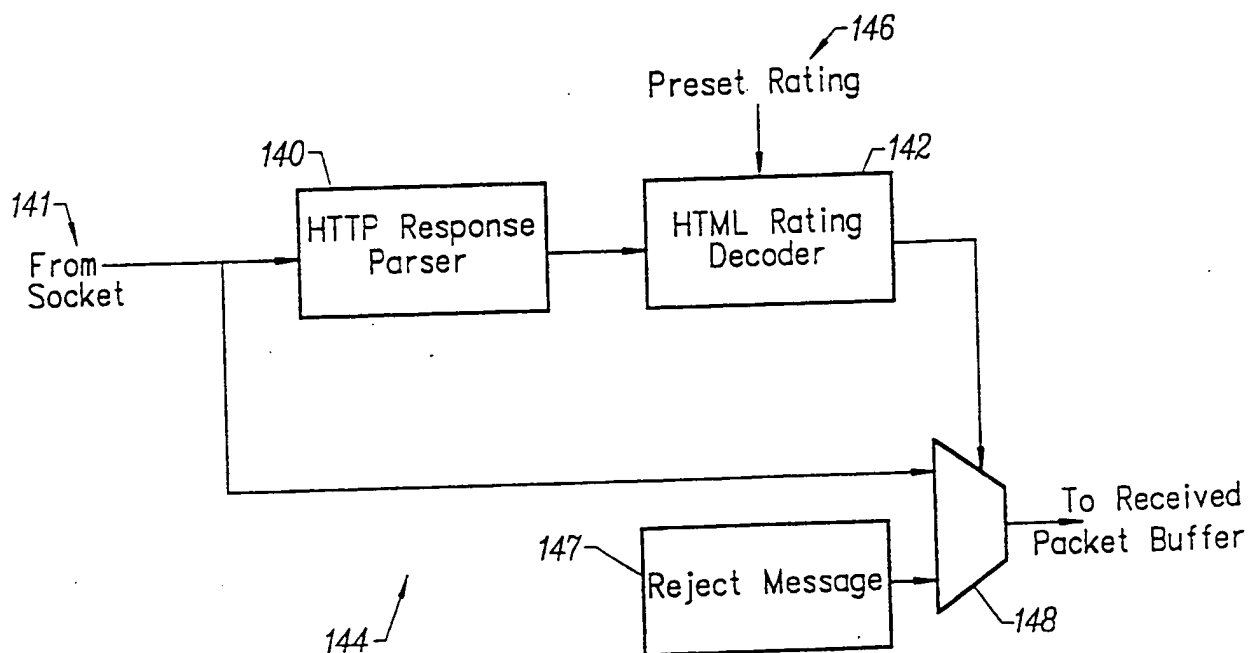 146
Preset Rating
140
142
141
HTTP Response
Parser
HTML Rating
Decoder
From
Socket
To Received
Packet Buffer
147
Reject Message
148
144